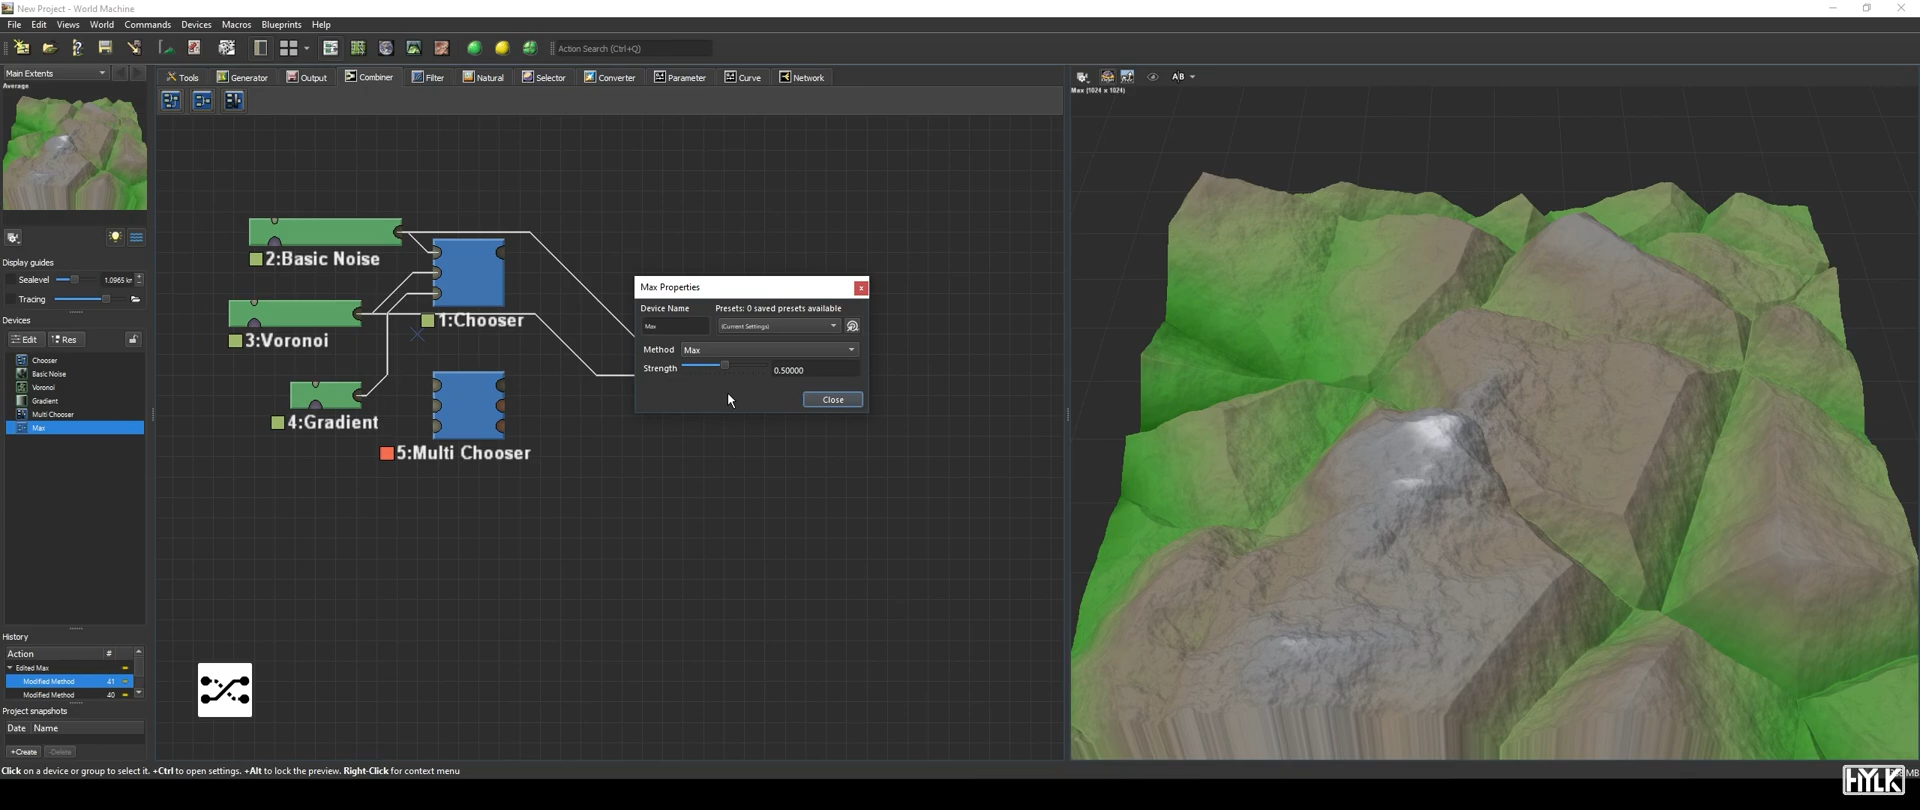 New Project - World Machine
File Edit Views World Commands Devices Macros Blueprints Help
Action Search (Ctrl+Q)
Main Extents
Tools Generator Output Combiner Filter Natural Selector Converter Parameter Curve Network
AB
Average
Max (1024 x 1024)
2:Basic Noise
3:Voronoi
1:Chooser
4:Gradient
5:Multi Chooser
Display guides
Sealevel 1.0965 kr
Tracing
Devices
Edit Res
Chooser
Basic Noise
Voronoi
Gradient
Multi Chooser
Max
Max Properties
x
Device Name Presets: 0 saved presets available
Max (Current Settings)
Method Max
Strength 0.50000
Close
History
Action #
Edited Max
Modified Method 41
Modified Method 40
Project snapshots
Date Name
+Create -Delete
Click on a device or group to select it. +Ctrl to open settings. +Alt to lock the preview. Right-Click for context menu
MB
HYLK